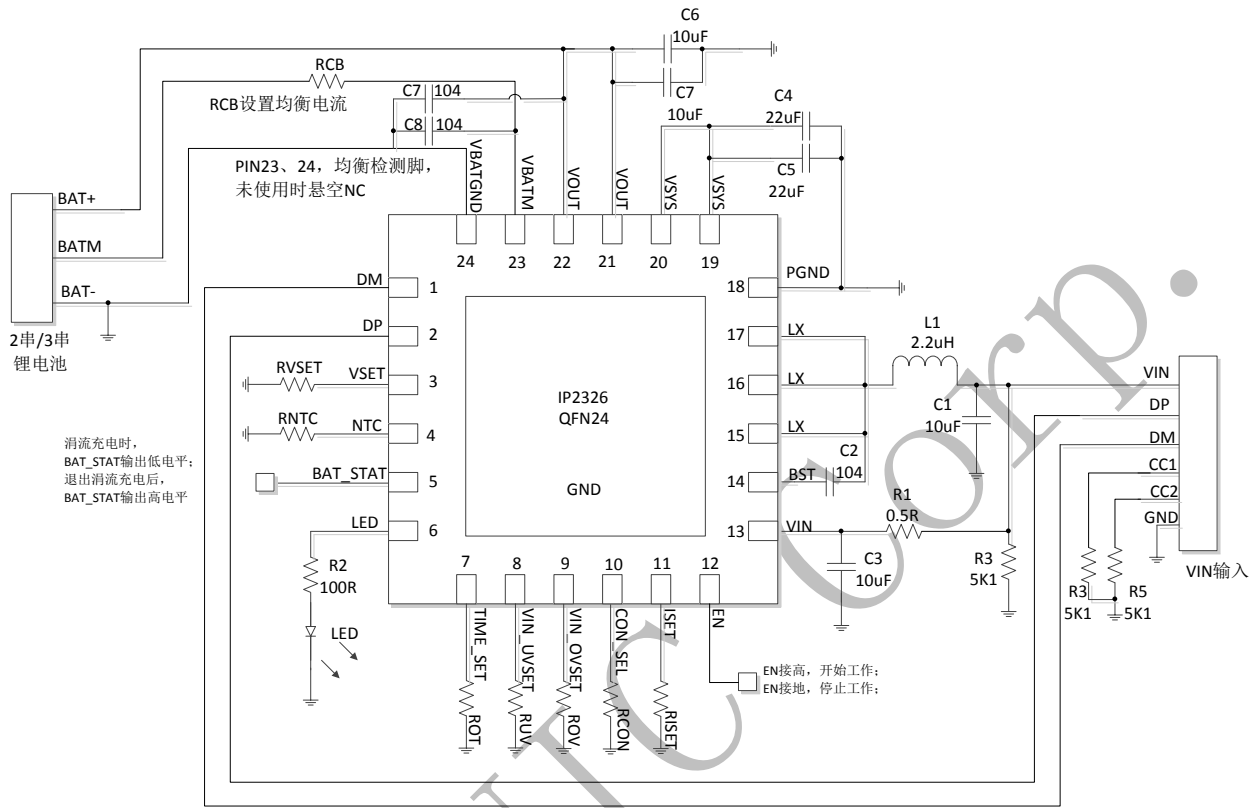 C6
10uF
RCB
C7
10uF
C7 104
C8 104
RCB设置均衡电流
C4
22uF
C5
22uF
PIN23、24，均衡检测脚，
未使用时悬空NC
VBATGND
VBATM
VOUT
VOUT
VSYS
VSYS
BAT+
BATM
BAT-
2串/3串
锂电池
24
23
22
21
20
19
DM
1
DP
2
RVSET
VSET
3
RNTC
NTC
4
BAT_STAT
5
LED
6
涓流充电时，
BAT_STAT输出低电平；
退出涓流充电后，
BAT_STAT输出高电平
IP2326
QFN24
GND
18
PGND
17
LX
16
LX
15
LX
14
BST
13
VIN
L1
2.2uH
C1
10uF
C2
104
R1
0.5R
C3
10uF
R3
5K1
VIN
DP
DM
CC1
CC2
GND
R3
5K1
R5
5K1
VIN输入
R2
100R
LED
7
8
9
10
11
12
TIME_SET
VIN_UVSET
VIN_OVSET
CON_SEL
ISET
EN
ROT
RUV
ROV
RCON
RISET
EN接高，开始工作；
EN接地，停止工作；
Corp.